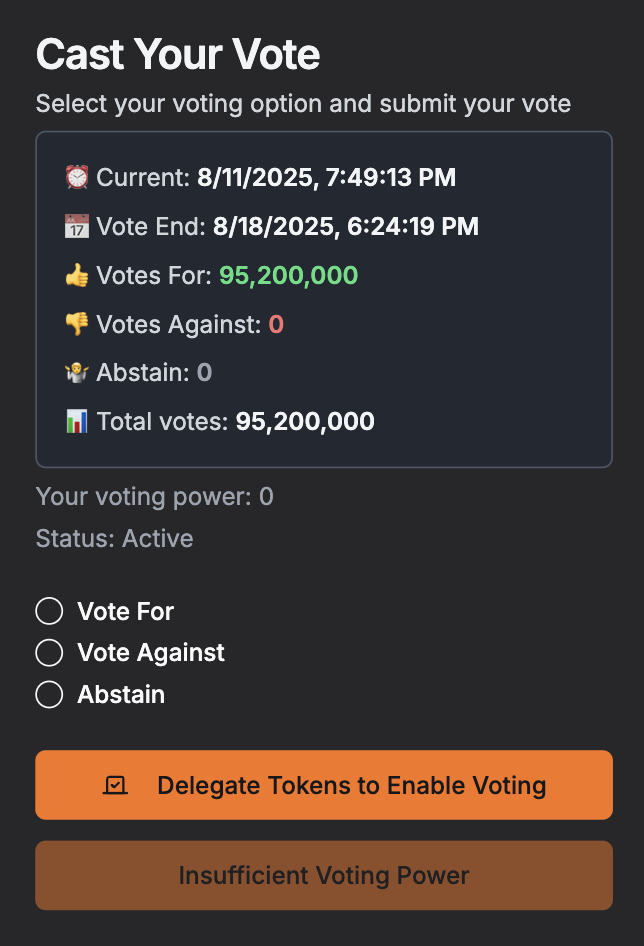 Cast Your Vote
Select your voting option and submit your vote
⏰ Current: 8/11/2025, 7:49:13 PM
📅 Vote End: 8/18/2025, 6:24:19 PM
👍 Votes For: 95,200,000
👎 Votes Against: 0
🤷 Abstain: 0
📊 Total votes: 95,200,000
Your voting power: 0
Status: Active
Vote For
Vote Against
Abstain
Delegate Tokens to Enable Voting
Insufficient Voting Power